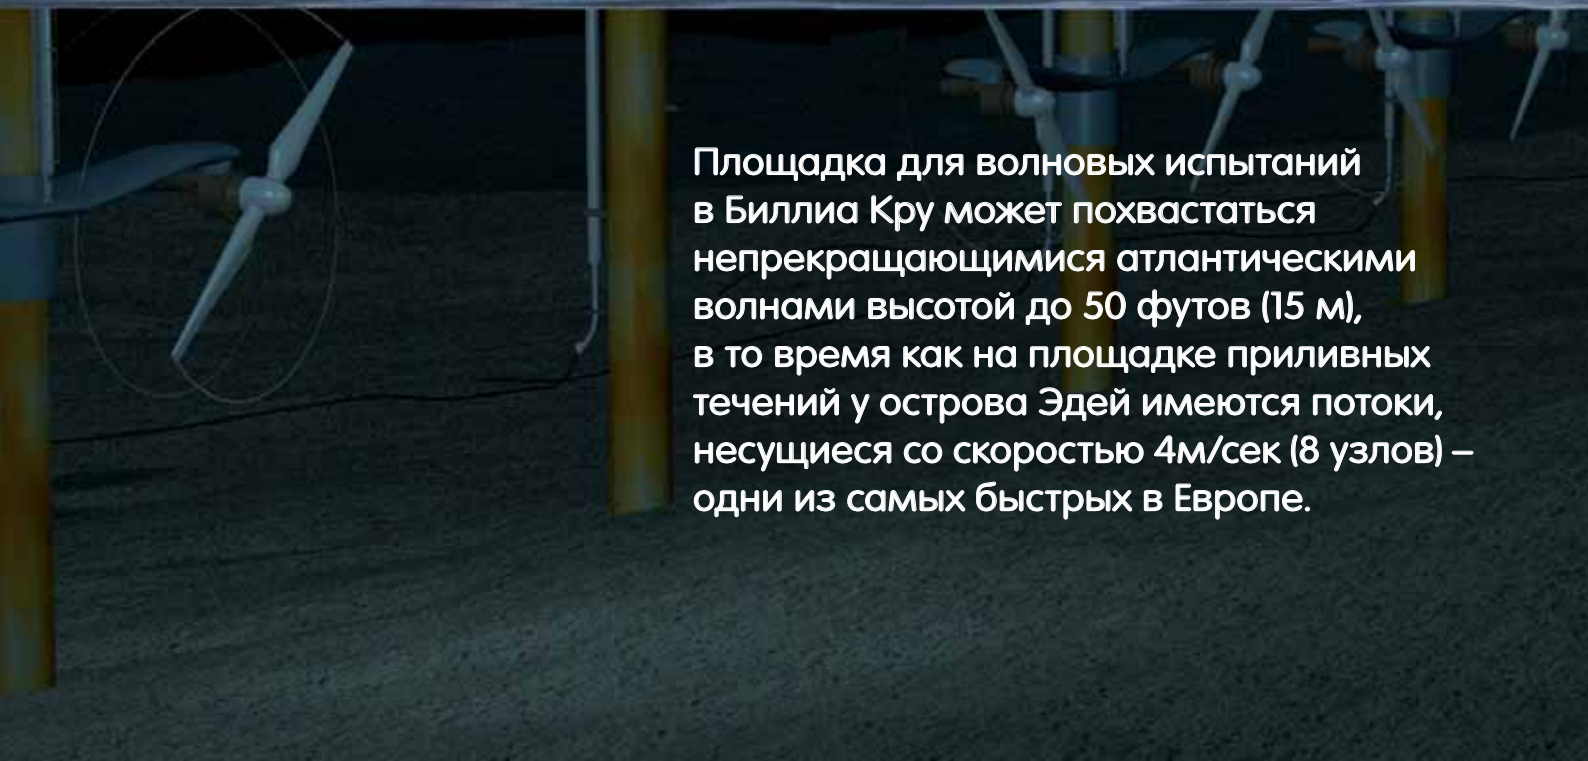 Площадка для волновых испытаний
в Биллиа Кру может похвастаться
непрекращающимися атлантическими
волнами высотой до 50 футов (15 м),
в то время как на площадке приливных
течений у острова Эдей имеются потоки,
несущиеся со скоростью 4м/сек (8 узлов) –
одни из самых быстрых в Европе.